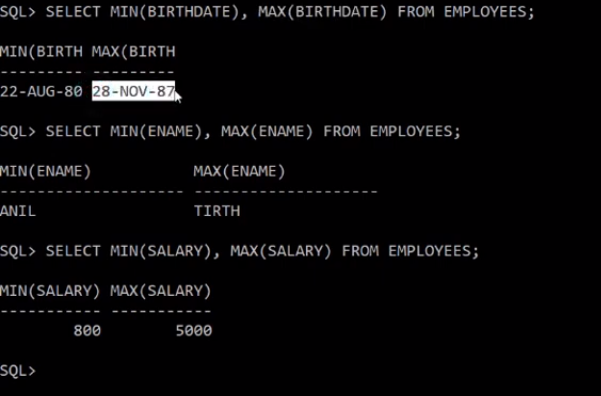 SQL> SELECT MIN(BIRTHDATE), MAX(BIRTHDATE) FROM EMPLOYEES;
MIN(BIRTH MAX(BIRTH
--------- ---------
22-AUG-80 28-NOV-87
SQL> SELECT MIN(ENAME), MAX(ENAME) FROM EMPLOYEES;
MIN(ENAME)           MAX(ENAME)
-------------------- --------------------
ANIL                 TIRTH
SQL> SELECT MIN(SALARY), MAX(SALARY) FROM EMPLOYEES;
MIN(SALARY) MAX(SALARY)
----------- -----------
        800        5000
SQL>